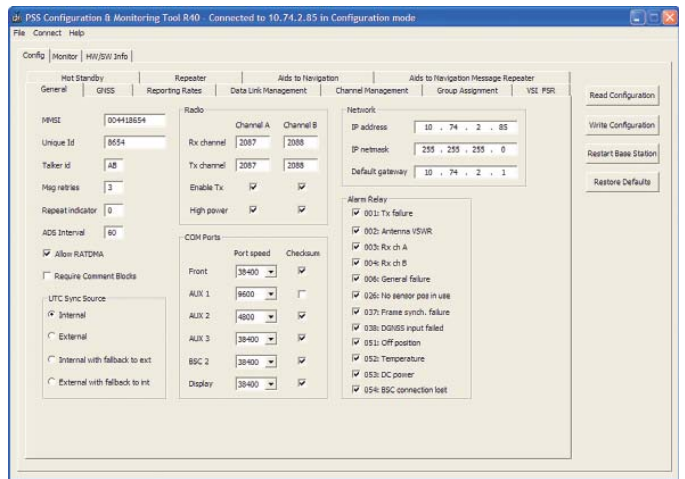 PSS Configuration & Monitoring Tool R40 - Connected to 10.74.2.85 in Configuration mode
File Connect Help
Config Monitor HW/SW Info
Hot Standby Repeater Aids to Navigation Aids to Navigation Message Repeater
General GNSS Reporting Rates Data Link Management Channel Management Group Assignment VSI PSR
MMSI 004418654
Unique Id 8654
Talker id AB
Msg retries 3
Repeat indicator 0
ADS Interval 60
Allow RATDMA
Require Comment Blocks
UTC Sync Source
Internal
External
Internal with fallback to ext
External with fallback to int
Radio
Channel A Channel B
Rx channel 2087 2088
Tx channel 2087 2088
Enable Tx
High power
COM Ports
Port speed Checksum
Front 38400
AUX 1 9600
AUX 2 4800
AUX 3 38400
BSC 2 38400
Display 38400
Network
IP address 10 . 74 . 2 . 85
IP netmask 255 . 255 . 255 . 0
Default gateway 10 . 74 . 2 . 1
Alarm Relay
001: Tx failure
002: Antenna VSWR
003: Rx ch A
004: Rx ch B
006: General failure
026: No sensor pos in use
037: Frame synch. failure
038: DGNSS input failed
051: Off position
052: Temperature
053: DC power
054: BSC connection lost
Read Configuration
Write Configuration
Restart Base Station
Restore Defaults